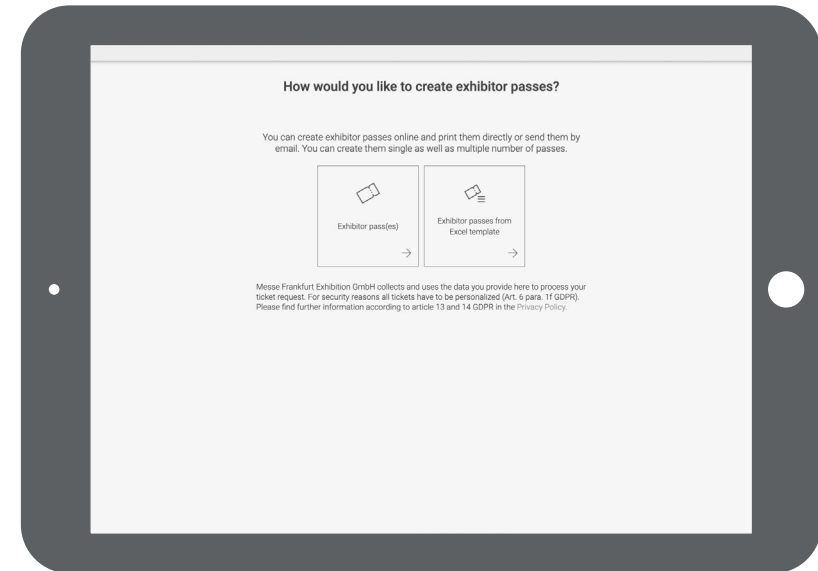 How would you like to create exhibitor passes?
You can create exhibitor passes online and print them directly or send them by
email. You can create them single as well as multiple number of passes.
Exhibitor pass(es)
Exhibitor passes from
Excel template
Messe Frankfurt Exhibition GmbH collects and uses the data you provide here to process your
ticket request. For security reasons all tickets have to be personalized (Art. 6 para. 1f GDPR).
Please find further information according to article 13 and 14 GDPR in the Privacy Policy.